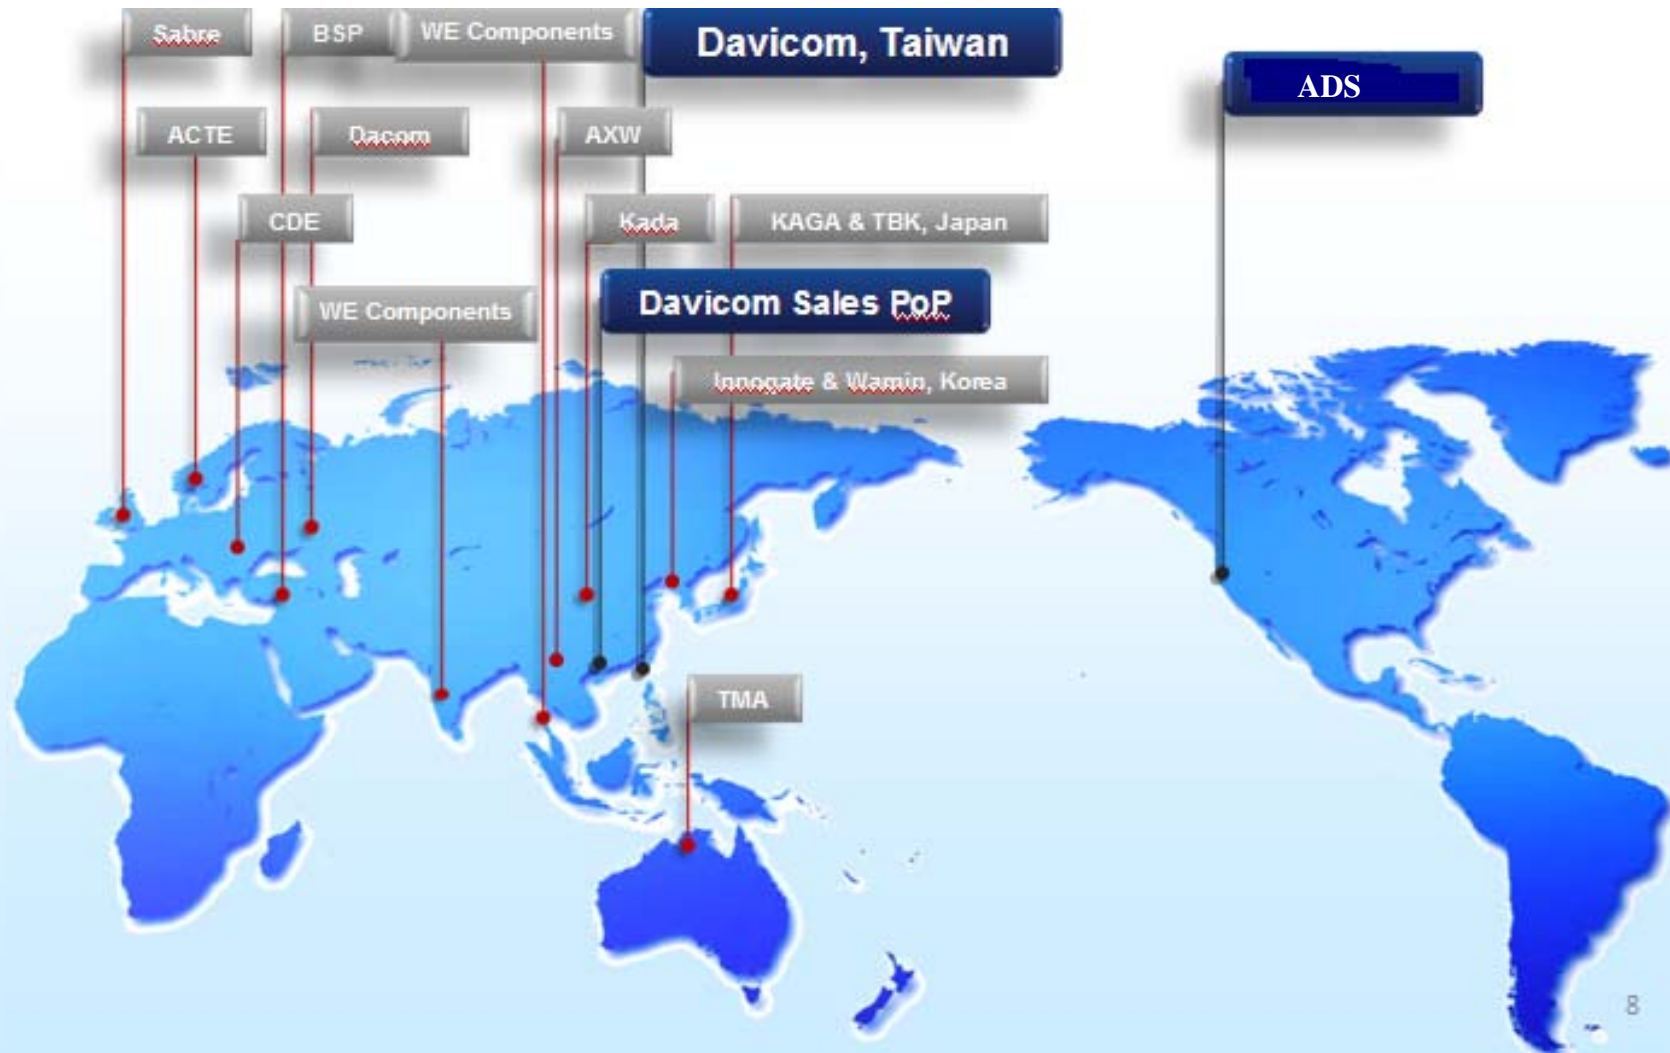 Sabre
BSP
WE Components
Davicom, Taiwan
ADS
ACTE
Dacom
AXW
CDE
Kada
KAGA & TBK, Japan
WE Components
Davicom Sales PoP
Innogate & Wamin, Korea
TMA
8